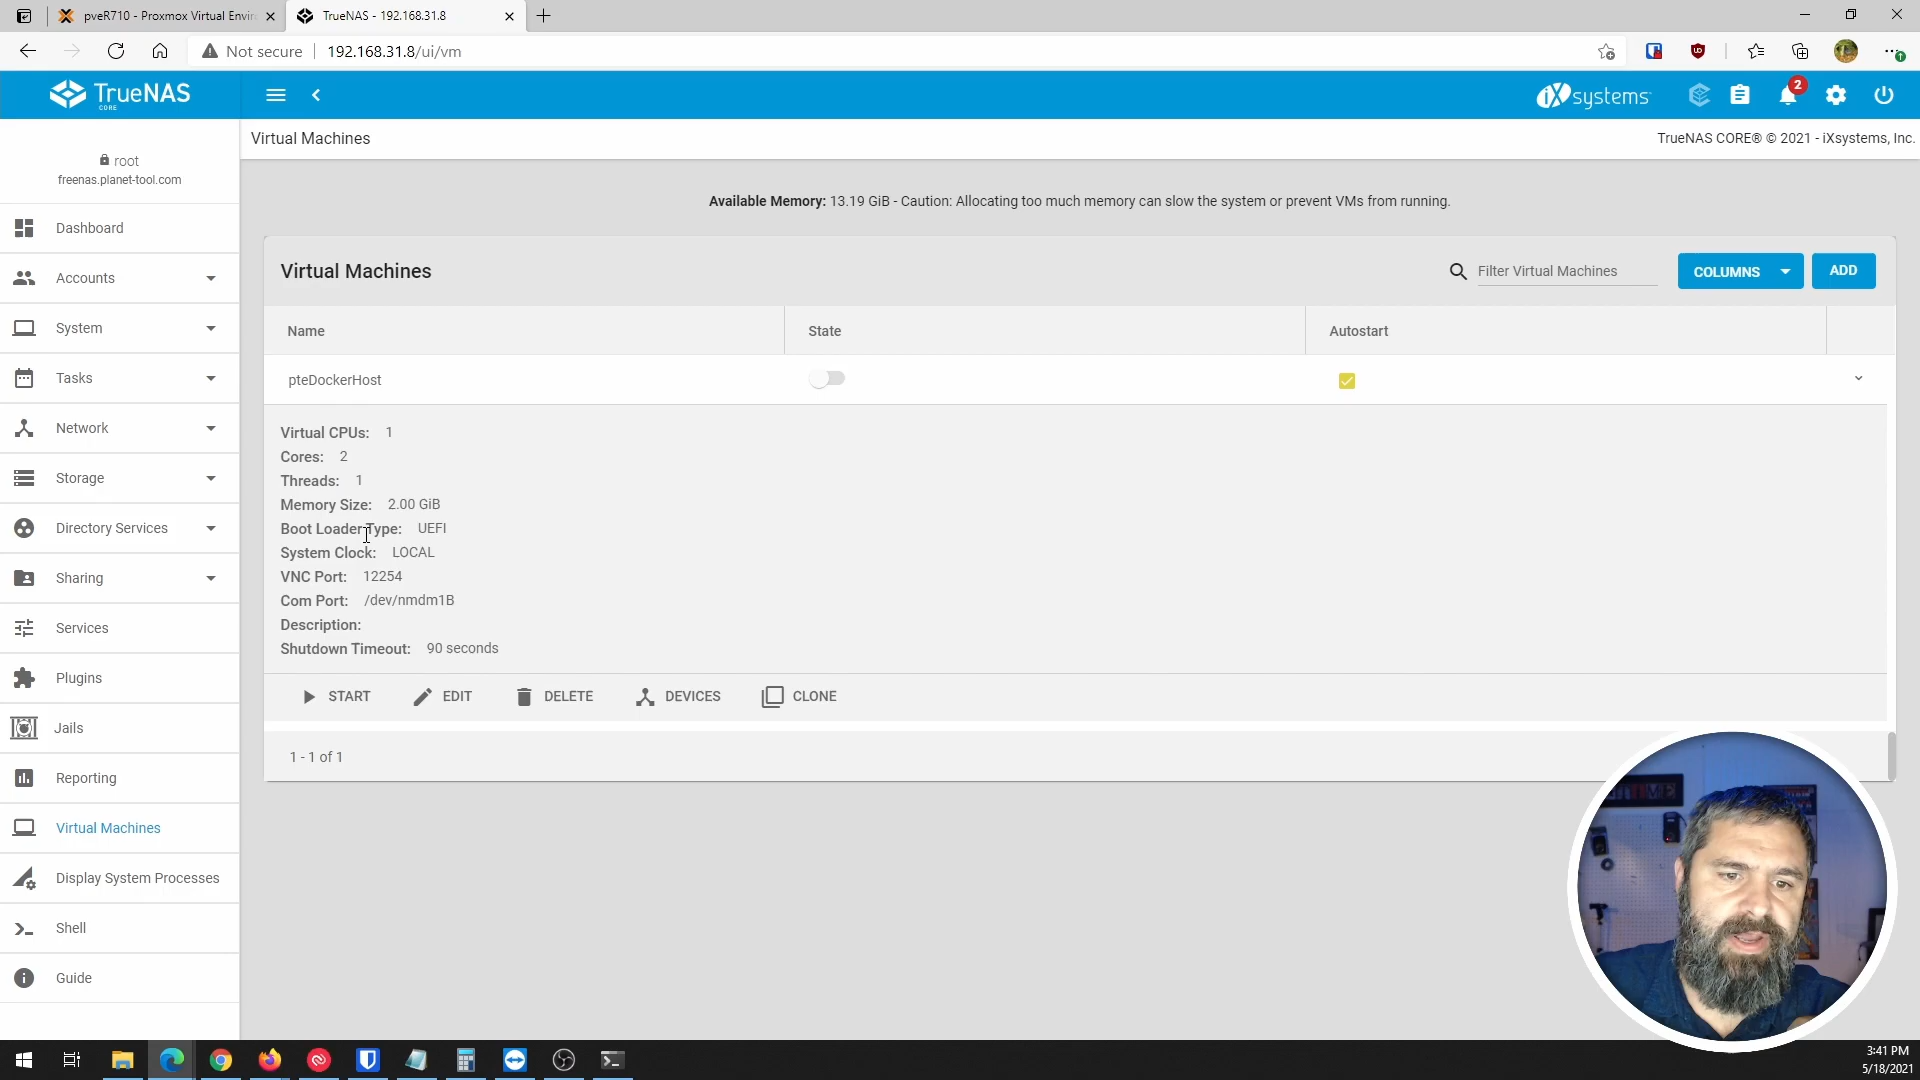 pveR710 - Proxmox Virtual Enviro
TrueNAS - 192.168.31.8
Not secure
192.168.31.8/ui/vm
TrueNAS
CORE
iXsystems
2
Virtual Machines
TrueNAS CORE® © 2021 - iXsystems, Inc.
root
freenas.planet-tool.com
Dashboard
Accounts
System
Tasks
Network
Storage
Directory Services
Sharing
Services
Plugins
Jails
Reporting
Virtual Machines
Display System Processes
Shell
Guide
Available Memory: 13.19 GiB - Caution: Allocating too much memory can slow the system or prevent VMs from running.
Virtual Machines
Filter Virtual Machines
COLUMNS
ADD
Name
State
Autostart
pteDockerHost
Virtual CPUs: 1
Cores: 2
Threads: 1
Memory Size: 2.00 GiB
Boot Loader Type: UEFI
System Clock: LOCAL
VNC Port: 12254
Com Port: /dev/nmdm1B
Description:
Shutdown Timeout: 90 seconds
START
EDIT
DELETE
DEVICES
CLONE
1 - 1 of 1
3:41 PM
5/18/2021